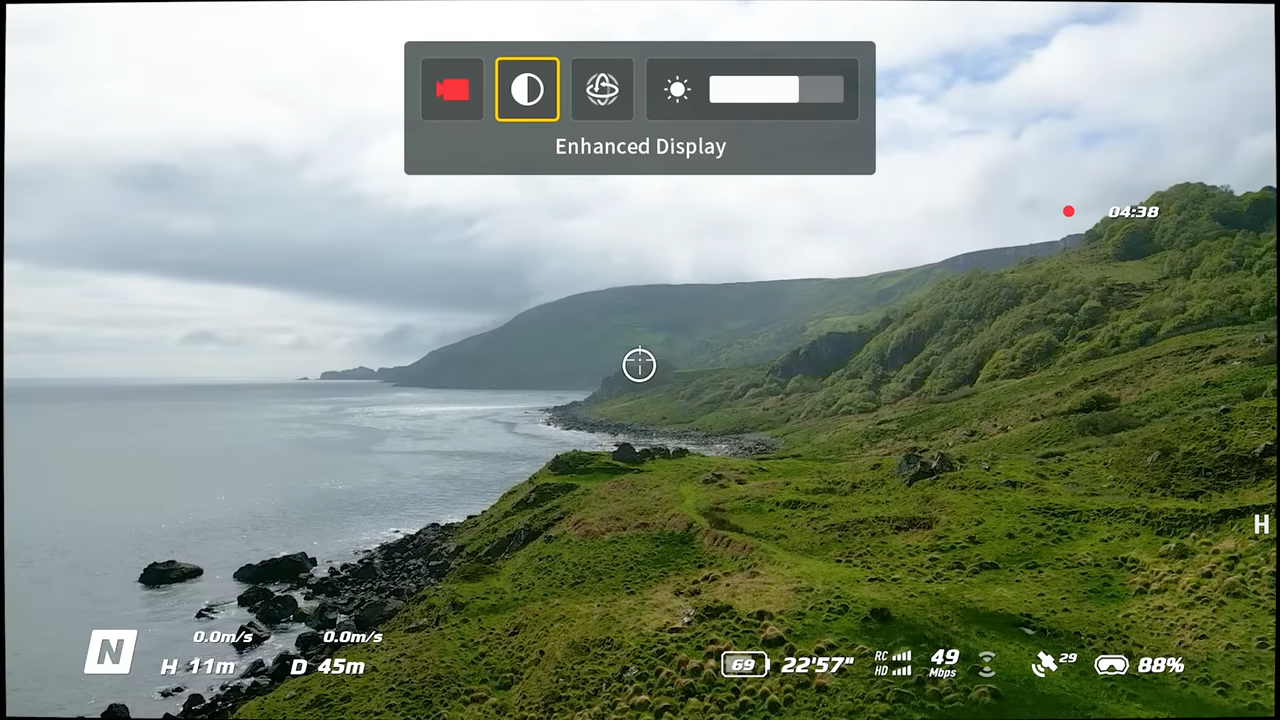 Enhanced Display
04:38
H
N
0.0m/s 0.0m/s
H 11m D 45m
69 22'57"
RC
HD
49
Mbps
29
88%